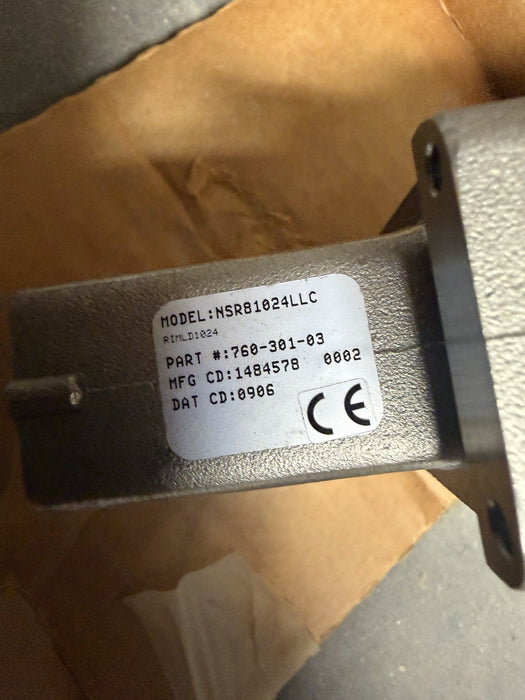 MODEL:NSR81024LLC
RIMLD1024
PART #:760-301-03
MFG CD:1484578 0002
DAT CD:0906
CE